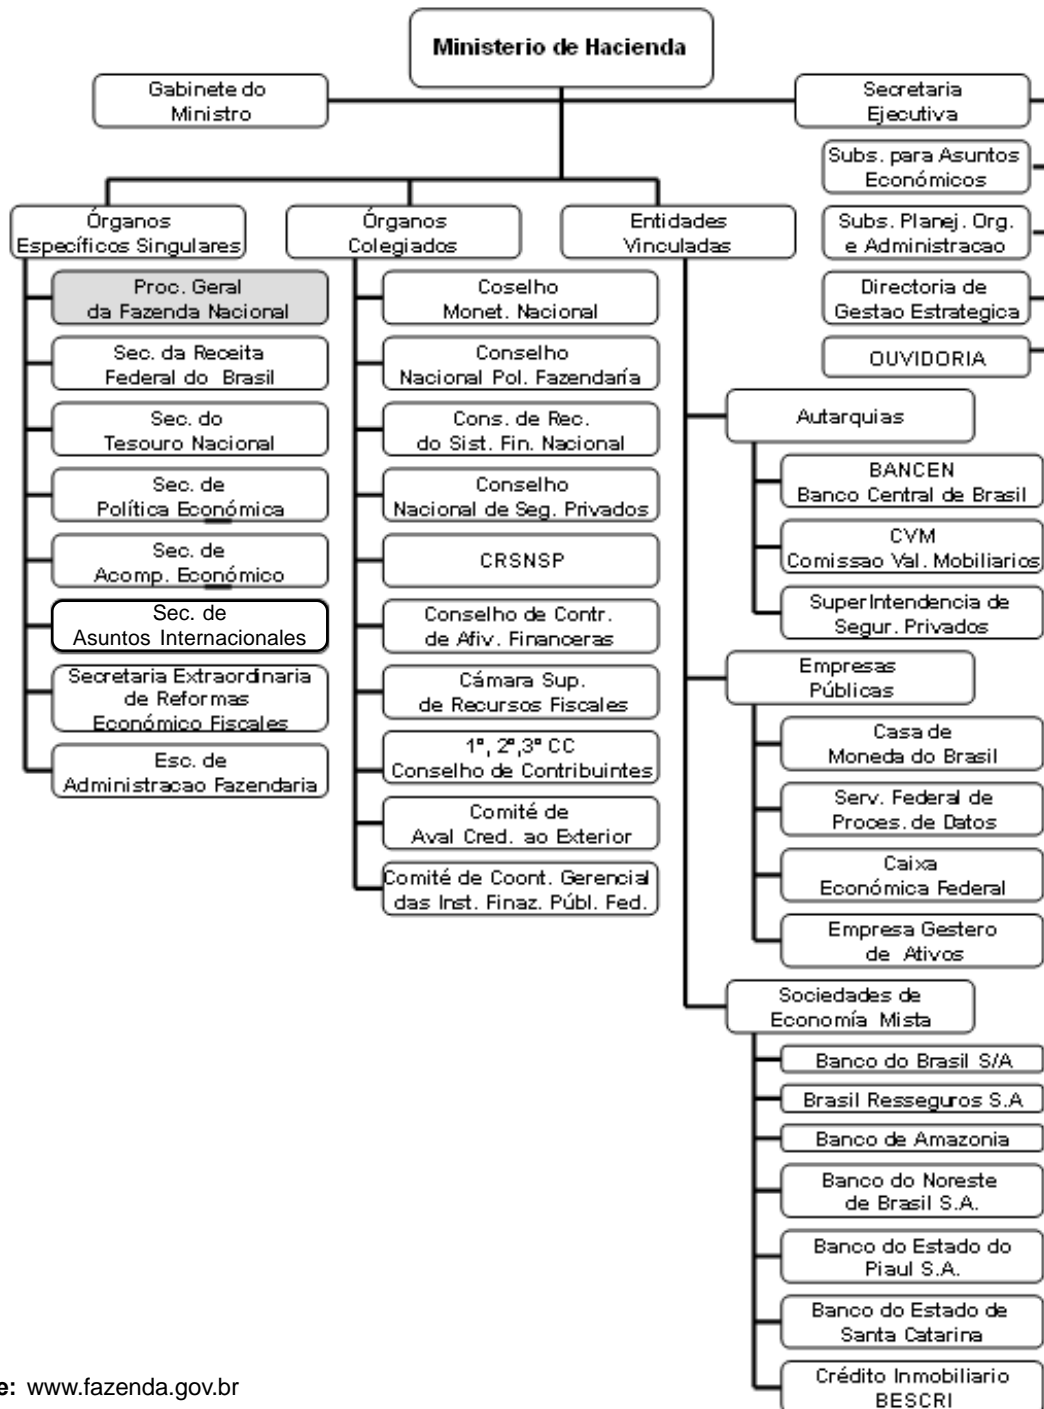 Ministerio de Hacienda
Gabinete do
Ministro
Secretaria
Ejecutiva
Subs. para Asuntos
Económicos
Subs. Planej. Org.
e Administracao
Directoria de
Gestao Estrategica
OUVIDORIA
Órganos
Específicos Singulares
Proc. Geral
da Fazenda Nacional
Sec. da Receita
Federal do Brasil
Sec. do
Tesouro Nacional
Sec. de
Política Económica
Sec. de
Acomp. Económico
Sec. de
Asuntos Internacionales
Secretaria Extraordinaria
de Reformas
Económico Fiscales
Esc. de
Administracao Fazendaria
Órganos
Colegiados
Coselho
Monet. Nacional
Conselho
Nacional Pol. Fazendaría
Cons. de Rec.
do Sist. Fin. Nacional
Conselho
Nacional de Seg. Privados
CRSNSP
Conselho de Contr.
de Afiv. Financeras
Cámara Sup.
de Recursos Fiscales
1º, 2º,3º CC
Conselho de Contribuintes
Comité de
Aval Cred. ao Exterior
Comité de Coont. Gerencial
das Inst. Finaz. Públ. Fed.
Entidades
Vinculadas
Autarquias
BANCEN
Banco Central de Brasil
CVM
Comissao Val. Mobiliarios
SuperIntendencia de
Segur. Privados
Empresas
Públicas
Casa de
Moneda do Brasil
Serv. Federal de
Proces. de Datos
Caixa
Económica Federal
Empresa Gestero
de Ativos
Sociedades de
Economía Mista
Banco do Brasil S/A
Brasil Resseguros S.A
Banco de Amazonia
Banco do Noreste
de Brasil S.A.
Banco do Estado do
Piaul S.A.
Banco do Estado de
Santa Catarina
Crédito Inmobiliario
BESCRI
e: www.fazenda.gov.br